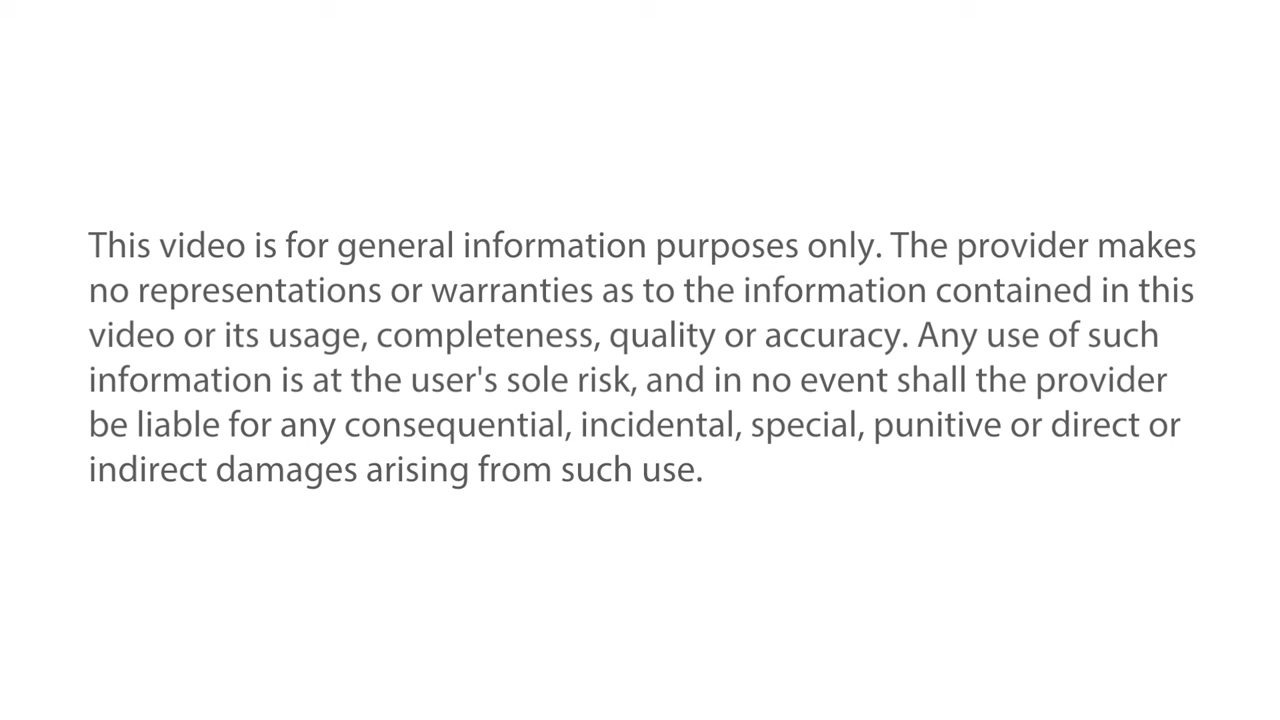 This video is for general information purposes only. The provider makes
no representations or warranties as to the information contained in this
video or its usage, completeness, quality or accuracy. Any use of such
information is at the user's sole risk, and in no event shall the provider
be liable for any consequential, incidental, special, punitive or direct or
indirect damages arising from such use.